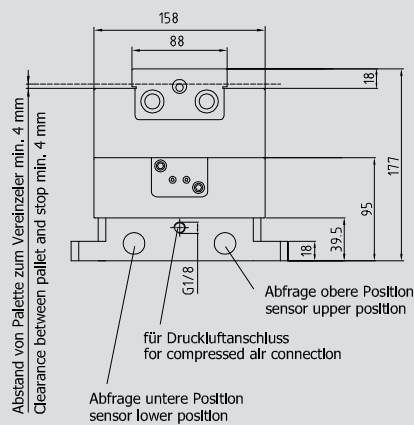 158
88
18
177
95
39.5
18
G1/8
Abstand von Palette zum Vereinzeler min. 4 mm
Clearance between pallet and stop min. 4 mm
Abfrage obere Position
sensor upper position
für Druckluftanschluss
for compressed air connection
Abfrage untere Position
sensor lower position